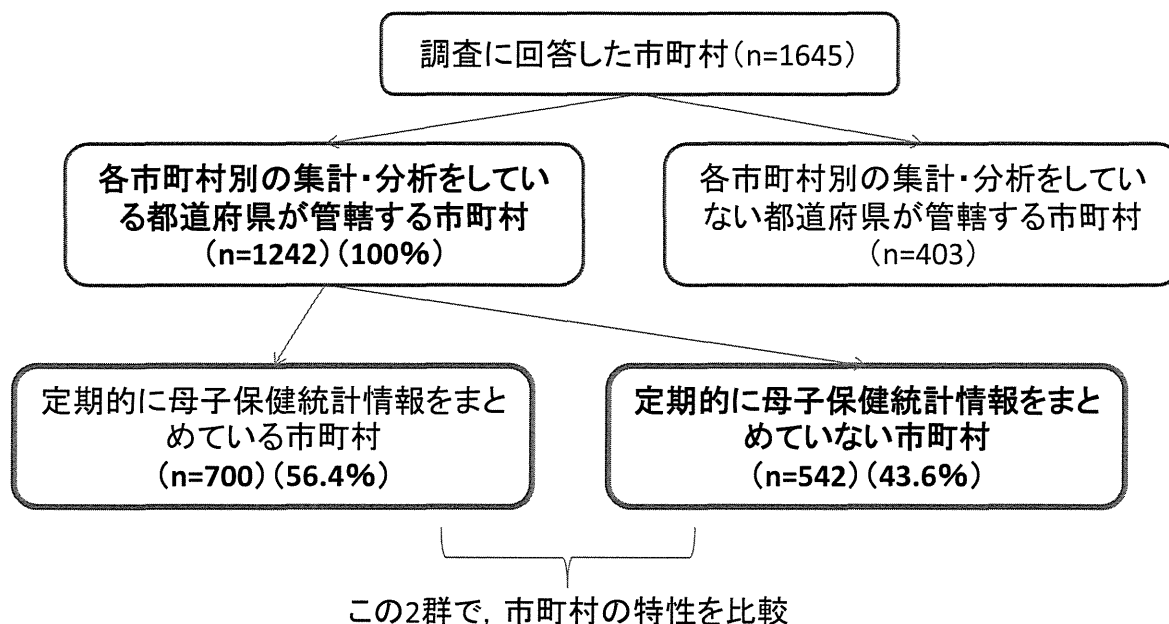 調査に回答した市町村(n=1645)
各市町村別の集計・分析をしてい
る都道府県が管轄する市町村
(n=1242)(100%)
各市町村別の集計・分析をしてい
ない都道府県が管轄する市町村
(n=403)
定期的に母子保健統計情報をまと
めている市町村
(n=700)(56.4%)
定期的に母子保健統計情報をまと
めていない市町村
(n=542)(43.6%)
この2群で,市町村の特性を比較